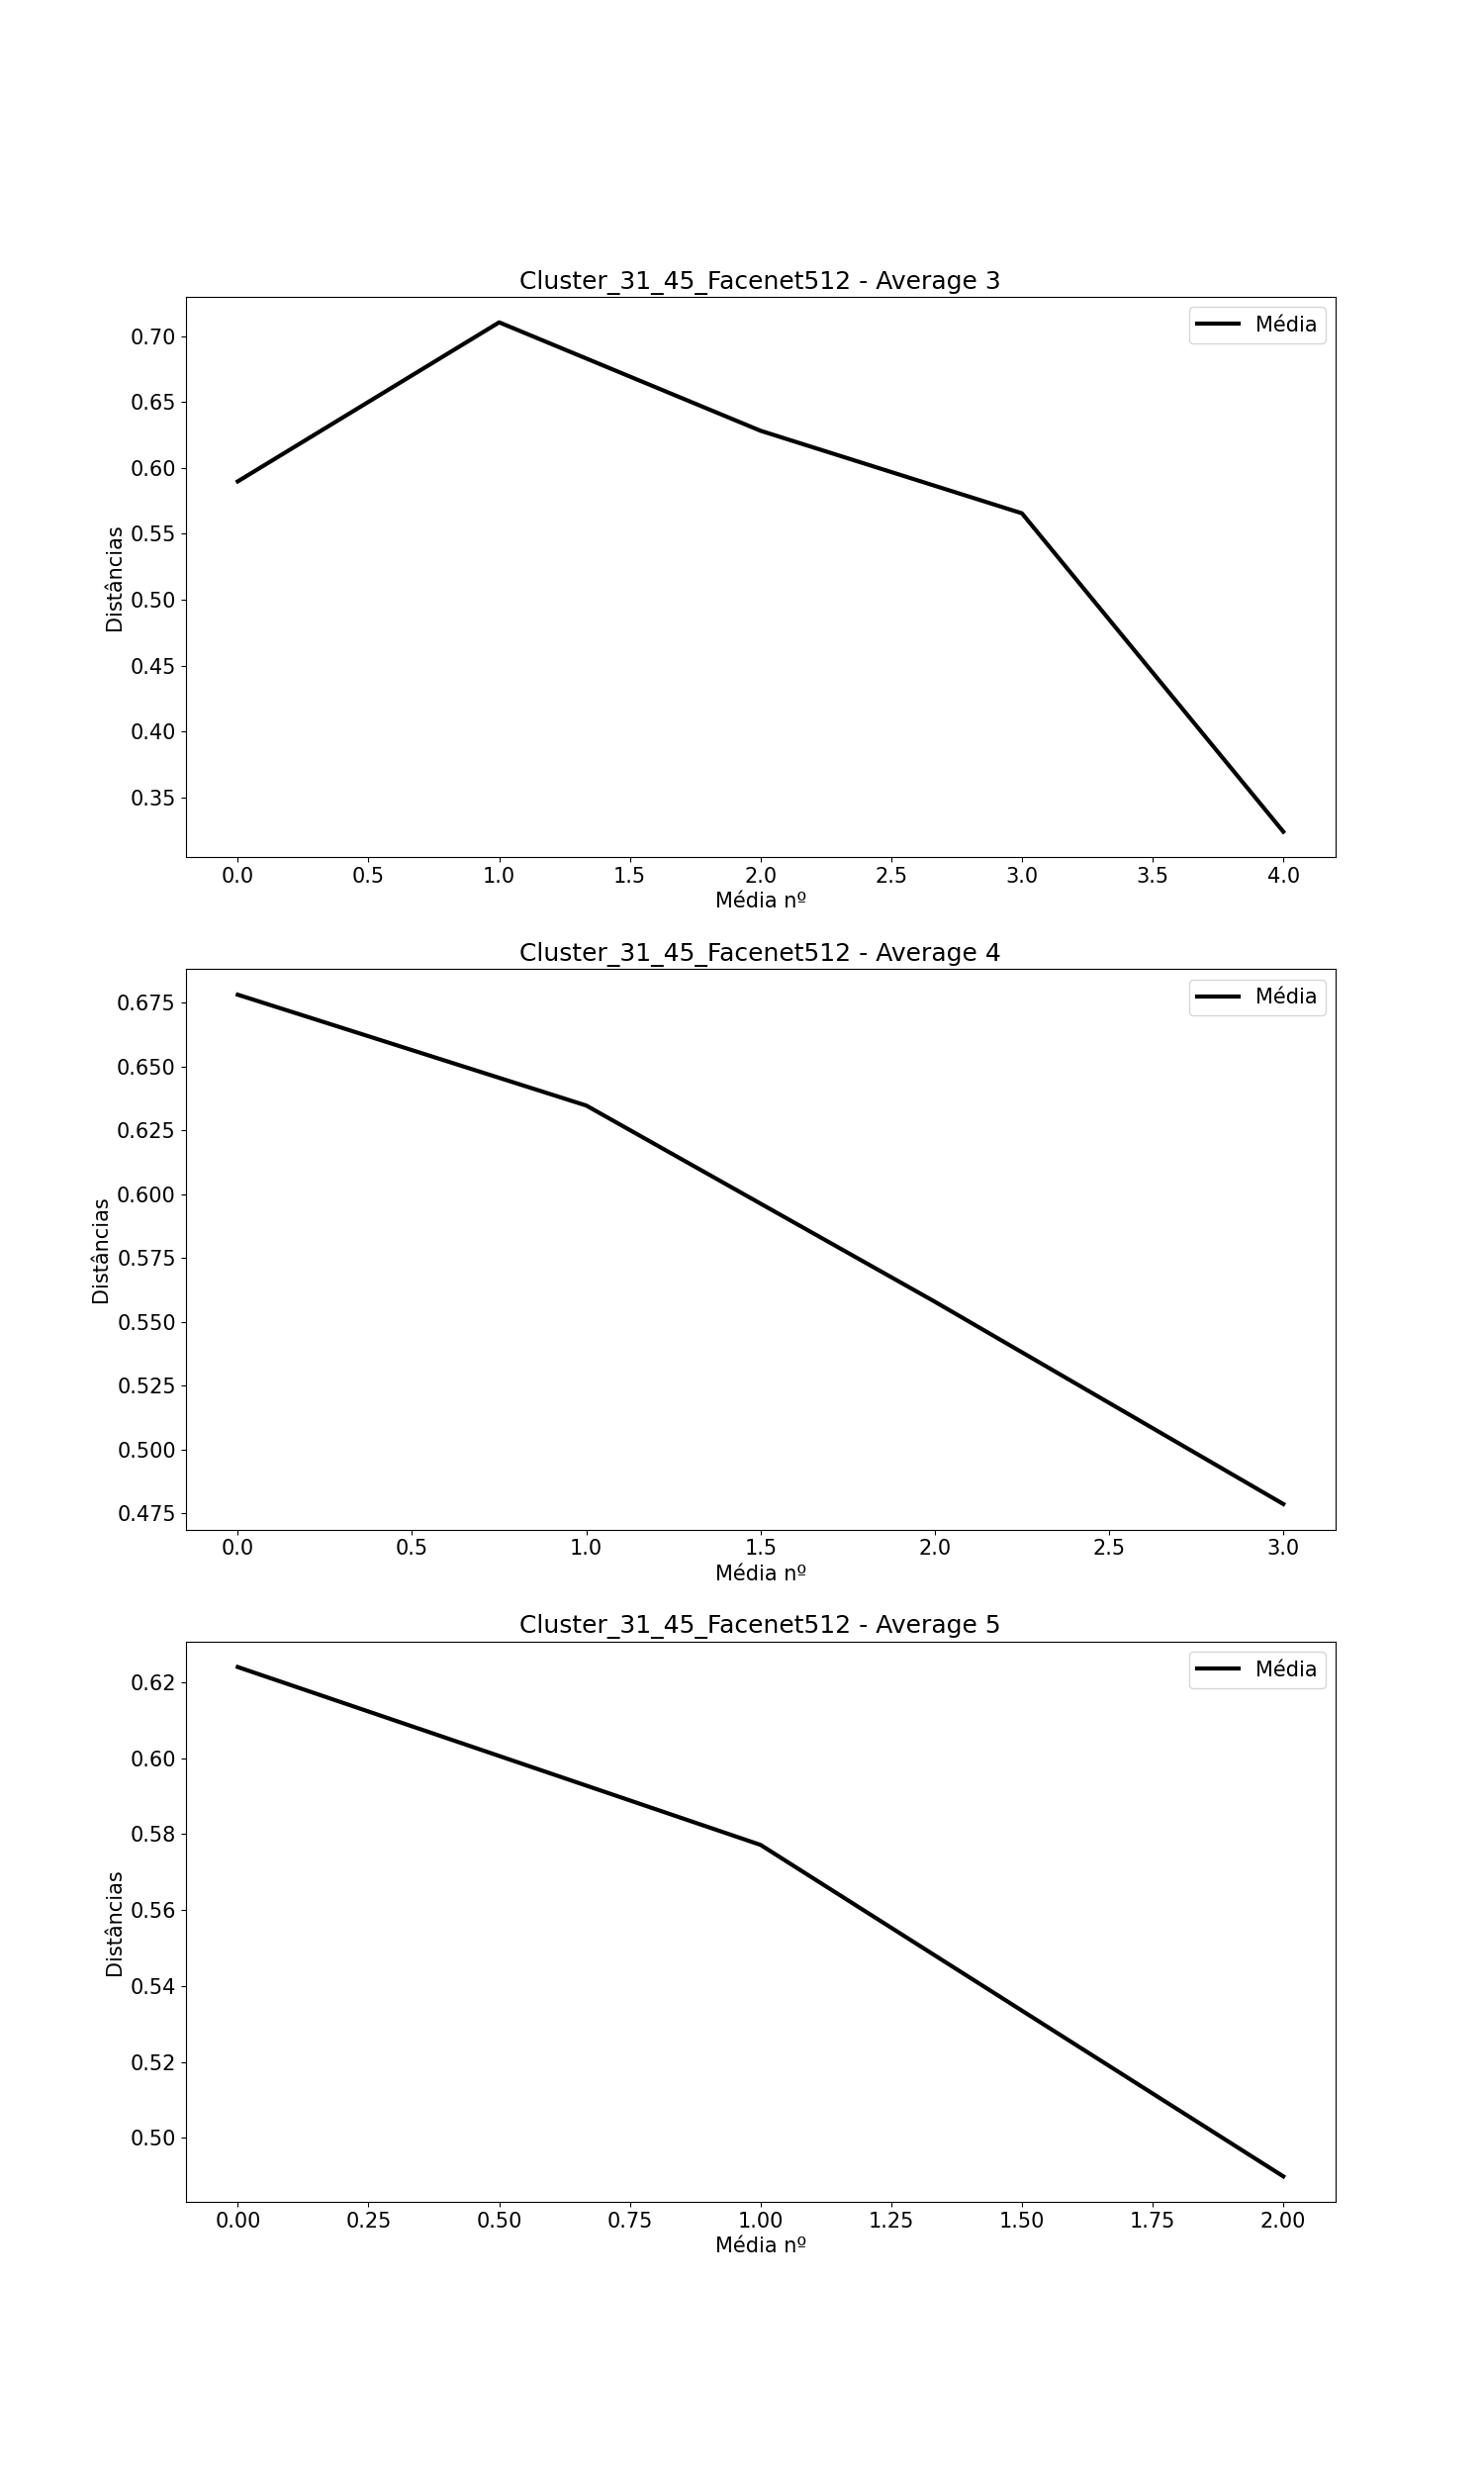 Cluster_31_45_Facenet512 - Average 3
Média
0.70
0.65
0.60
0.55
0.50
0.45
0.40
0.35
Distâncias
0.0 0.5 1.0 1.5 2.0 2.5 3.0 3.5 4.0
Média nº
Cluster_31_45_Facenet512 - Average 4
Média
0.675
0.650
0.625
0.600
0.575
0.550
0.525
0.500
0.475
Distâncias
0.0 0.5 1.0 1.5 2.0 2.5 3.0
Média nº
Cluster_31_45_Facenet512 - Average 5
Média
0.62
0.60
0.58
0.56
0.54
0.52
0.50
Distâncias
0.00 0.25 0.50 0.75 1.00 1.25 1.50 1.75 2.00
Média nº